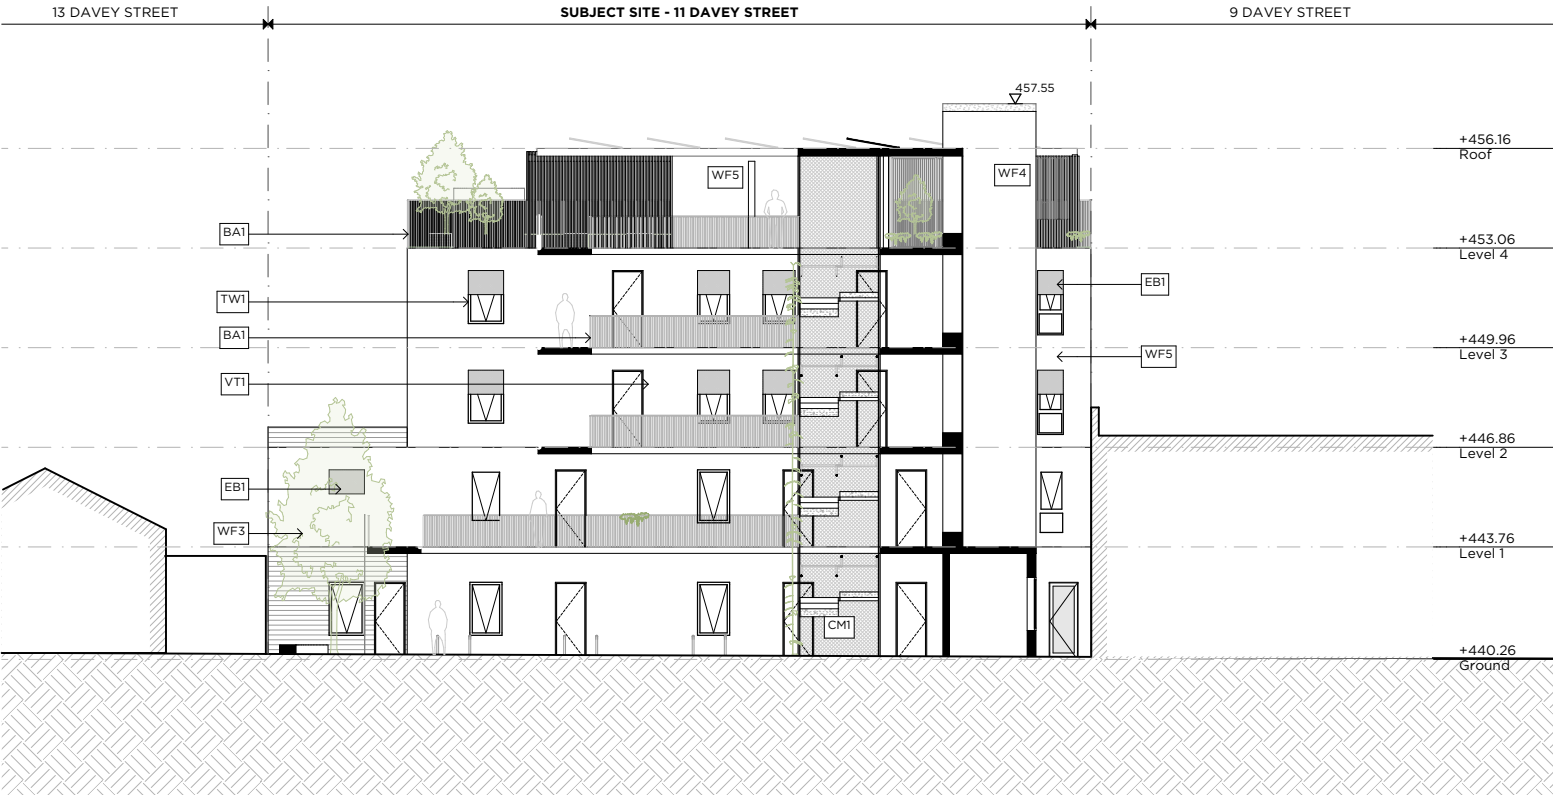 13 DAVEY STREET
SUBJECT SITE - 11 DAVEY STREET
9 DAVEY STREET
457.55
+456.16
Roof
WF5
WF4
BA1
+453.06
Level 4
TW1
EB1
BA1
+449.96
Level 3
WF5
VT1
+446.86
Level 2
EB1
WF3
+443.76
Level 1
CM1
+440.26
Ground